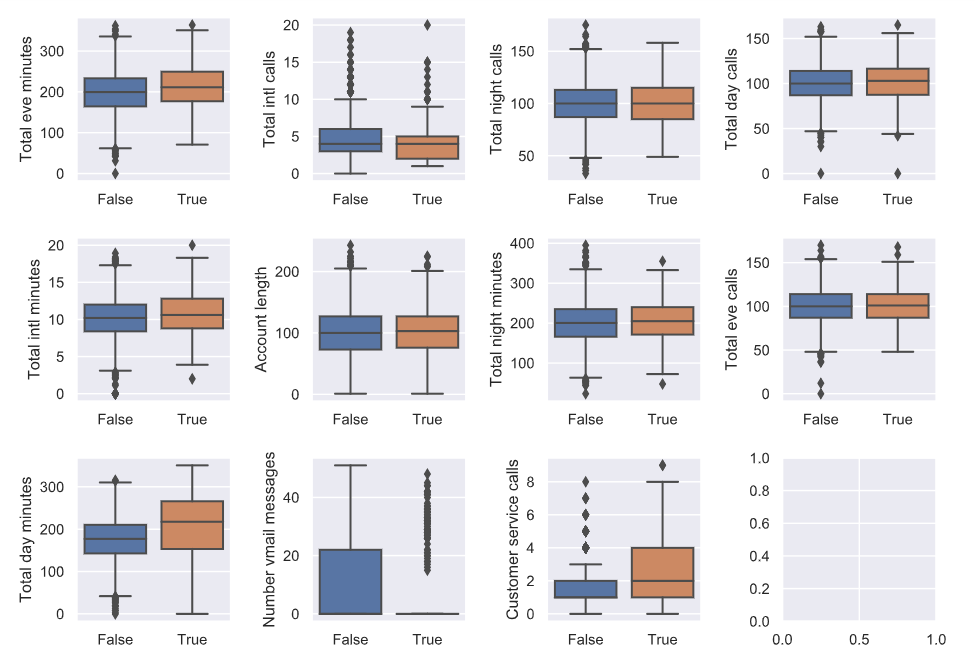 Total eve minutes
300
200
100
0
False True
Total intl calls
20
15
10
5
0
False True
Total night calls
150
100
50
False True
Total day calls
150
100
50
0
False True
Total intl minutes
20
15
10
5
0
False True
Account length
200
100
0
False True
Total night minutes
400
300
200
100
False True
Total eve calls
150
100
50
0
False True
Total day minutes
300
200
100
0
False True
Number vmail messages
40
20
0
False True
Customer service calls
8
6
4
2
0
False True
1.0
0.8
0.6
0.4
0.2
0.0
0.0 0.5 1.0